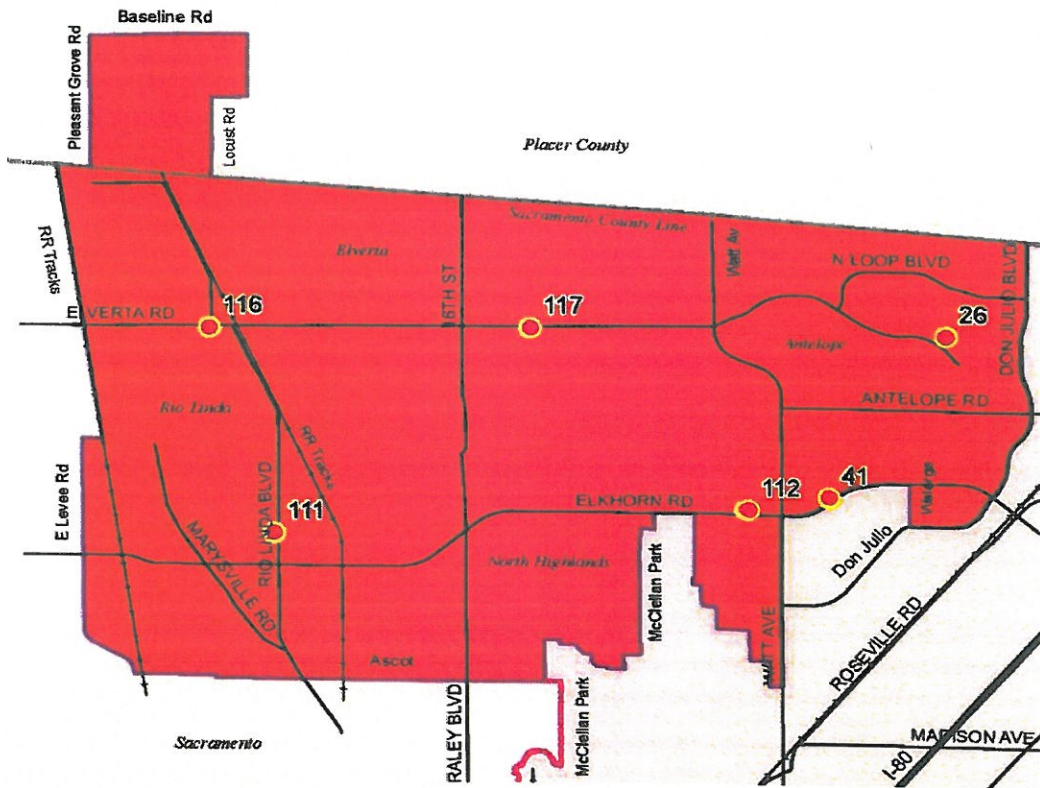 Baseline Rd
Pleasant Grove Rd
Locust Rd
Placer County
Sacramento County Line
Elverta
Watt Av
N LOOP BLVD
DON JULIO BLVD
RR Tracks
E VERTA RD
116
16TH ST
117
26
Antelope
ANTELOPE RD
Rio Linda
RR Tracks
E Levee Rd
RIO LINDA BLVD
111
MARYSVILLE RD
ELKHORN RD
112
41
Don Julio
North Highlands
McClellan Park
WATT AVE
ROSEVILLE RD
Ascot
Sacramento
RALEY BLVD
McClellan Park
I-80
MADISON AVE